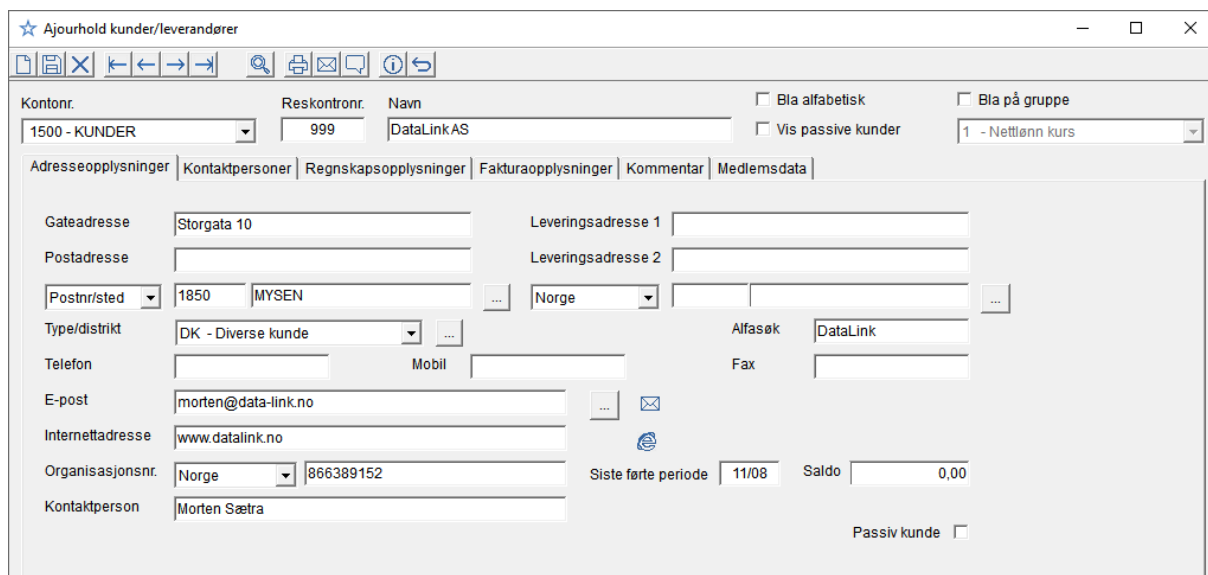 Ajourhold kunder/leverandører
Kontonr. Reskontronr. Navn Bla alfabetisk Bla på gruppe
1500 - KUNDER 999 DataLink AS Vis passive kunder 1 - Nettlønn kurs
Adresseopplysninger Kontaktpersoner Regnskapsopplysninger Fakturaopplysninger Kommentar Medlemsdata
Gateadresse Storgata 10 Leveringsadresse 1
Postadresse Leveringsadresse 2
Postnr/sted 1850 MYSEN ... Norge ...
Type/distrikt DK - Diverse kunde ... Alfasøk DataLink
Telefon Mobil Fax
E-post morten@data-link.no ...
Internettadresse www.datalink.no
Organisasjonsnr. Norge 866389152 Siste førte periode 11/08 Saldo 0,00
Kontaktperson Morten Sætra
Passiv kunde